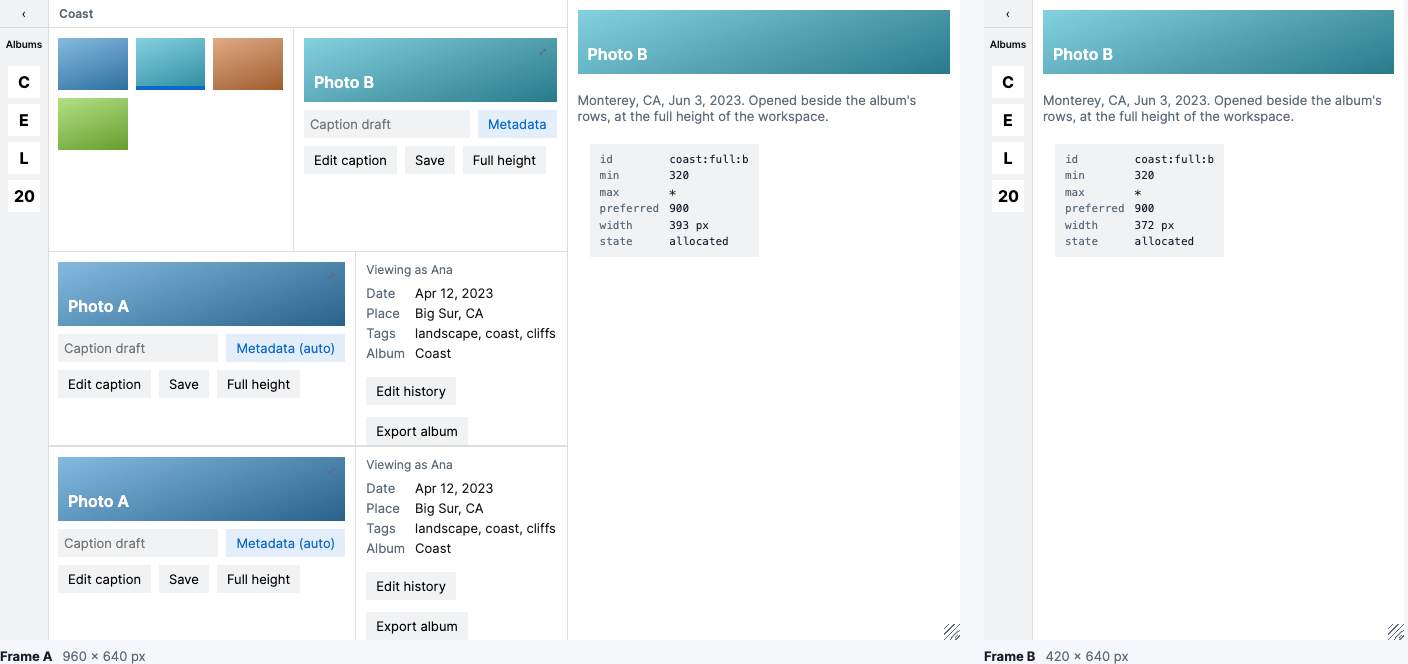 ‹
Albums
C
E
L
20
Coast
Photo B
Caption draft
Metadata
Edit caption
Save
Full height
Photo A
Caption draft
Metadata (auto)
Edit caption
Save
Full height
Viewing as Ana
Date Apr 12, 2023
Place Big Sur, CA
Tags landscape, coast, cliffs
Album Coast
Edit history
Export album
Photo A
Caption draft
Metadata (auto)
Edit caption
Save
Full height
Viewing as Ana
Date Apr 12, 2023
Place Big Sur, CA
Tags landscape, coast, cliffs
Album Coast
Edit history
Export album
Photo B
Monterey, CA, Jun 3, 2023. Opened beside the album's
rows, at the full height of the workspace.
id coast:full:b
min 320
max *
preferred 900
width 393 px
state allocated
Frame A 960 × 640 px
‹
Albums
C
E
L
20
Photo B
Monterey, CA, Jun 3, 2023. Opened beside the album's
rows, at the full height of the workspace.
id coast:full:b
min 320
max *
preferred 900
width 372 px
state allocated
Frame B 420 × 640 px